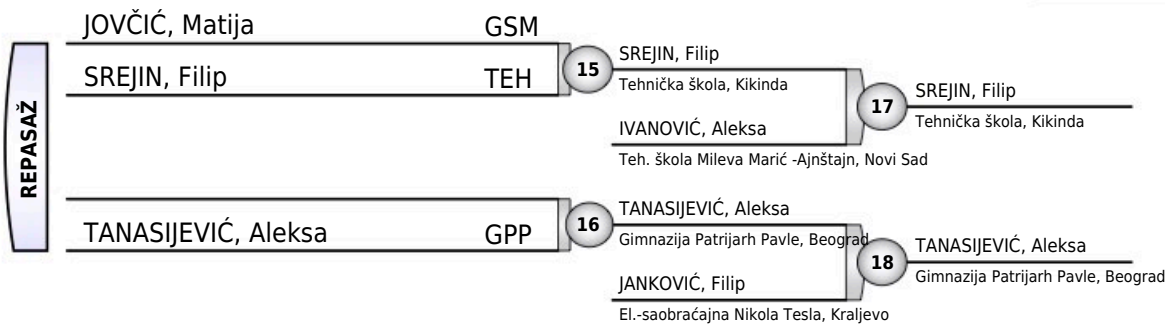 REPASAŽ
JOVČIĆ, Matija GSM
SREJIN, Filip TEH
15
SREJIN, Filip
Tehnička škola, Kikinda
IVANOVIĆ, Aleksa
Teh. škola Mileva Marić -Ajnštajn, Novi Sad
17
SREJIN, Filip
Tehnička škola, Kikinda
TANASIJEVIĆ, Aleksa GPP
16
TANASIJEVIĆ, Aleksa
Gimnazija Patrijarh Pavle, Beograd
JANKOVIĆ, Filip
El.-saobraćajna Nikola Tesla, Kraljevo
18
TANASIJEVIĆ, Aleksa
Gimnazija Patrijarh Pavle, Beograd